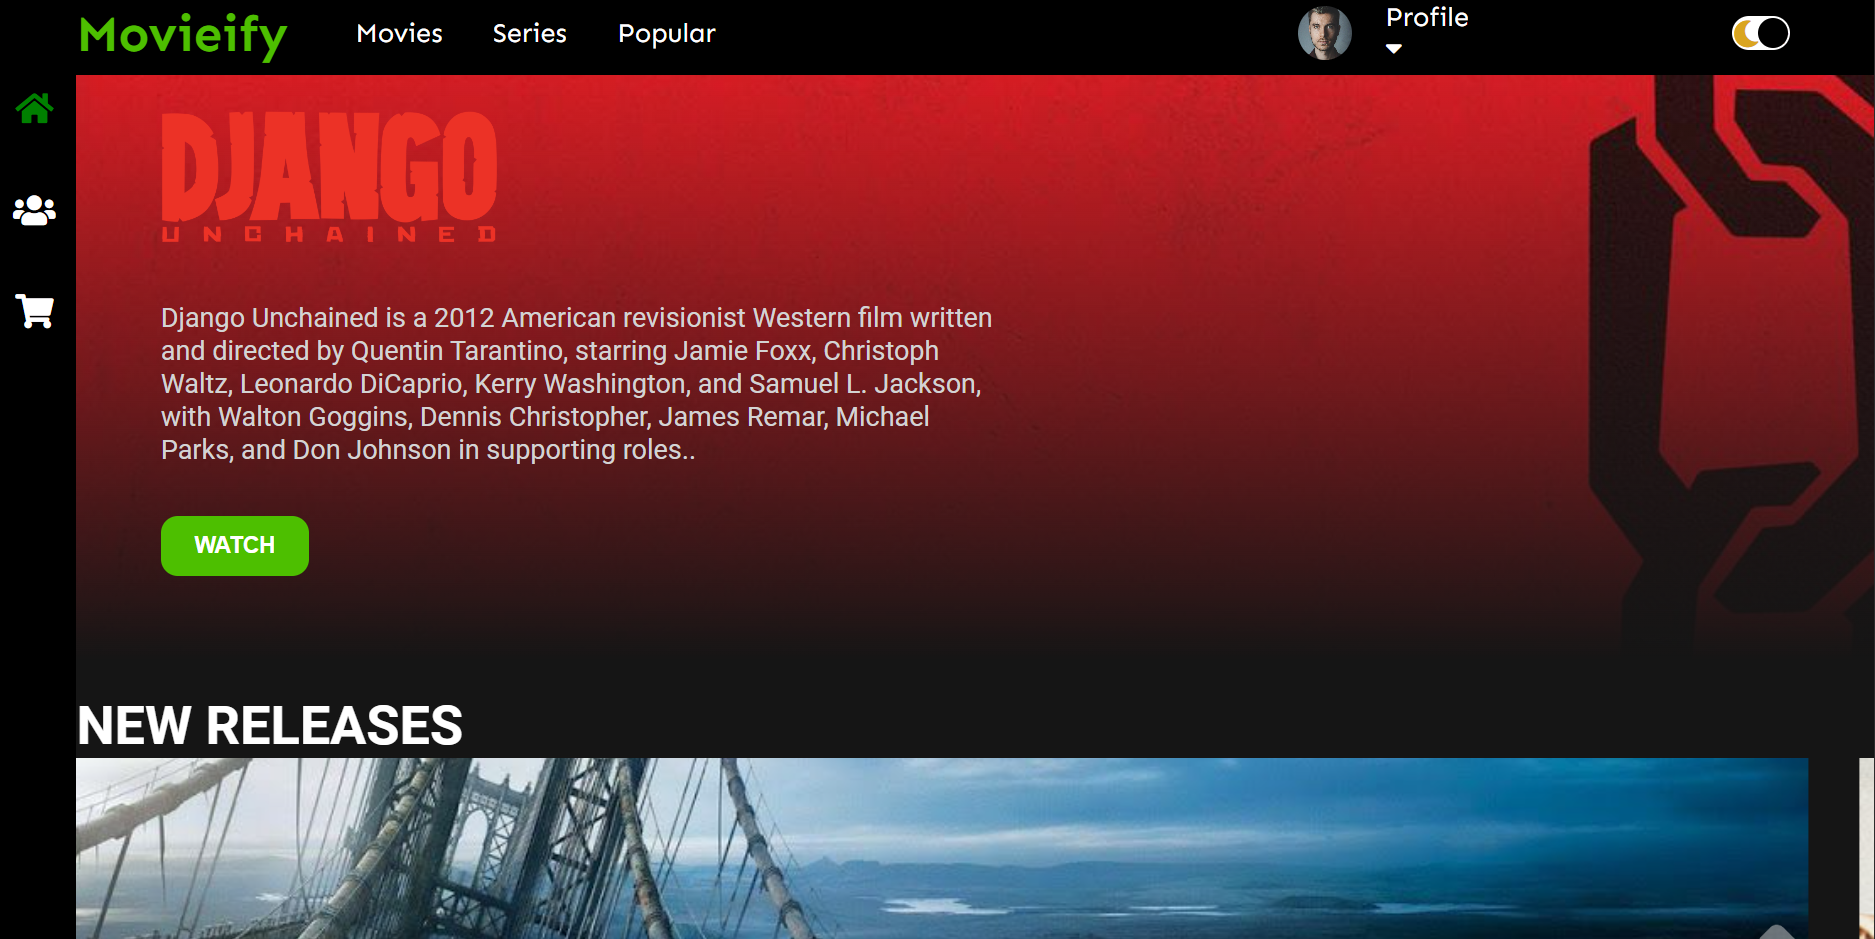 Movieify
Movies
Series
Popular
Profile
DJANGO
UNCHAINED
Django Unchained is a 2012 American revisionist Western film written
and directed by Quentin Tarantino, starring Jamie Foxx, Christoph
Waltz, Leonardo DiCaprio, Kerry Washington, and Samuel L. Jackson,
with Walton Goggins, Dennis Christopher, James Remar, Michael
Parks, and Don Johnson in supporting roles..
WATCH
NEW RELEASES